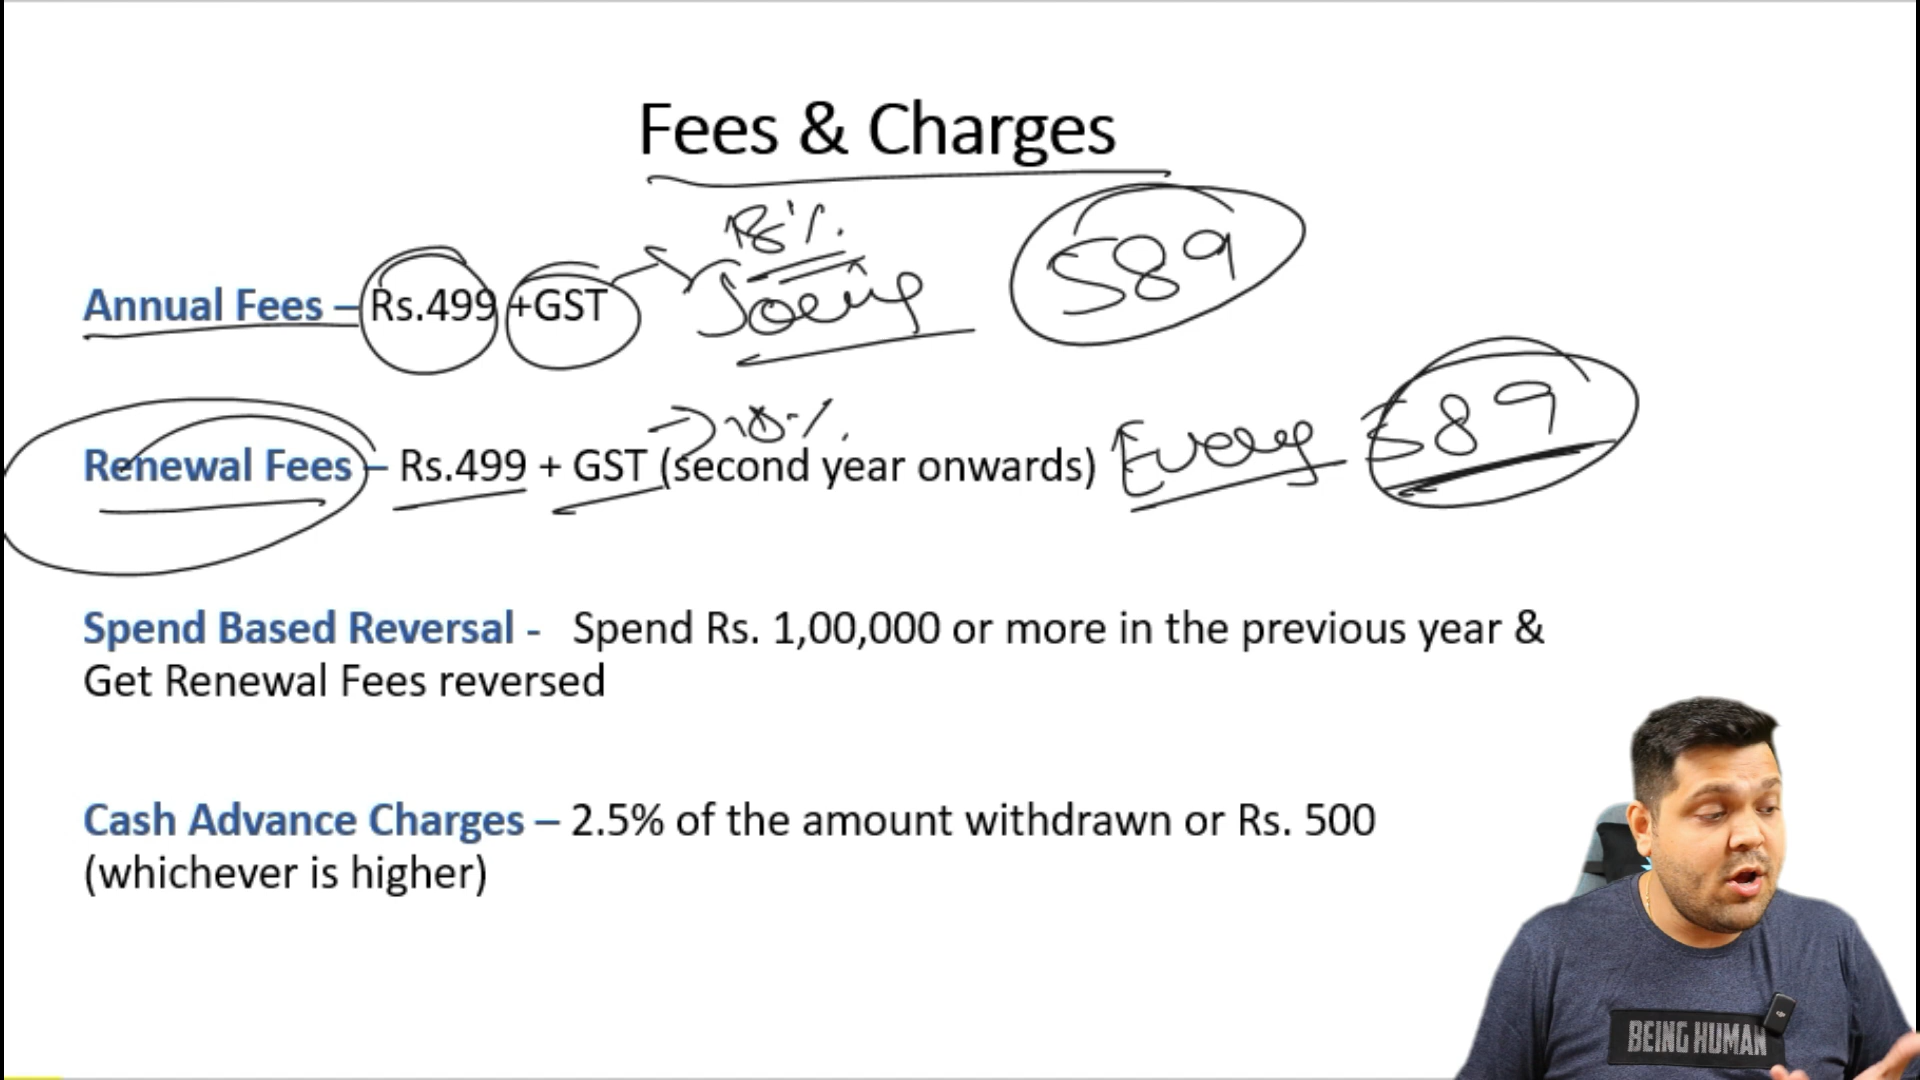 Fees & Charges
18%
Annual Fees – Rs.499 +GST
589
18%
Renewal Fees – Rs.499 + GST (second year onwards) Every 589
Spend Based Reversal - Spend Rs. 1,00,000 or more in the previous year &
Get Renewal Fees reversed
Cash Advance Charges – 2.5% of the amount withdrawn or Rs. 500
(whichever is higher)
BEING HUMAN